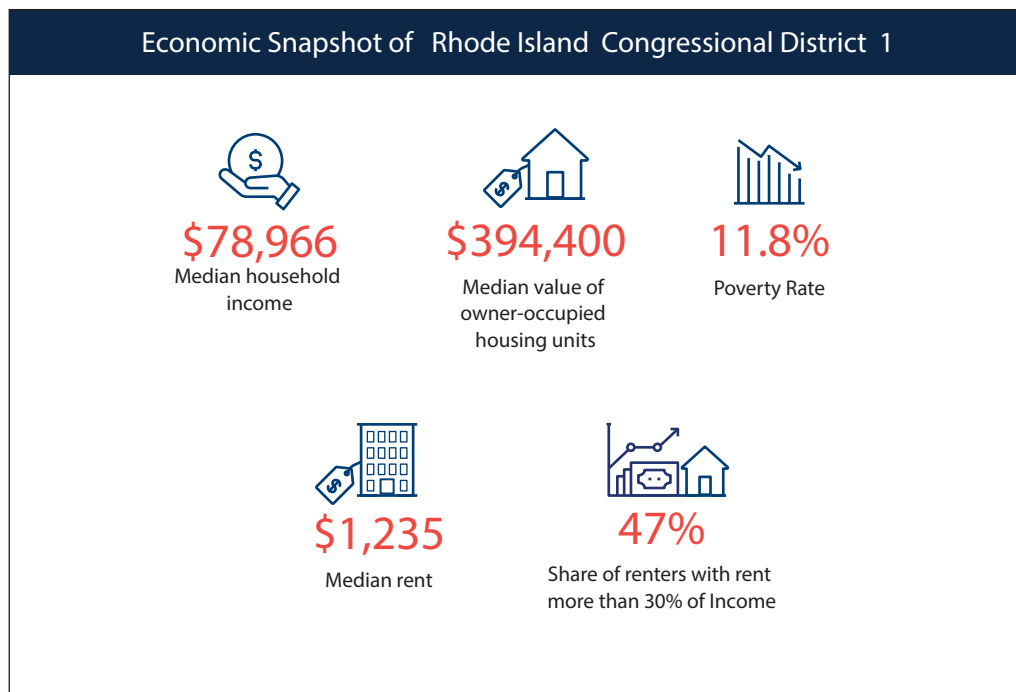 Economic Snapshot of Rhode Island Congressional District 1
$
$
$78,966
$394,400
11.8%
Median household
income
Median value of
owner-occupied
housing units
Poverty Rate
$
$1,235
47%
Median rent
Share of renters with rent
more than 30% of Income